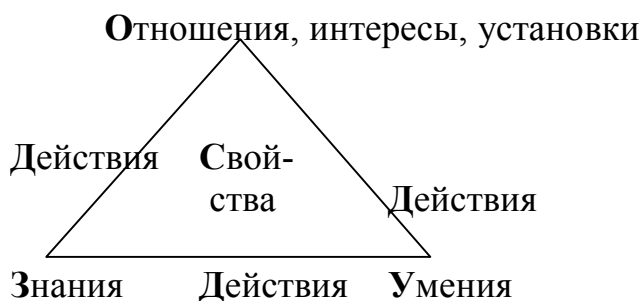 Отношения, интересы, установки
Действия Свой-
ства
Действия
Знания Действия Умения